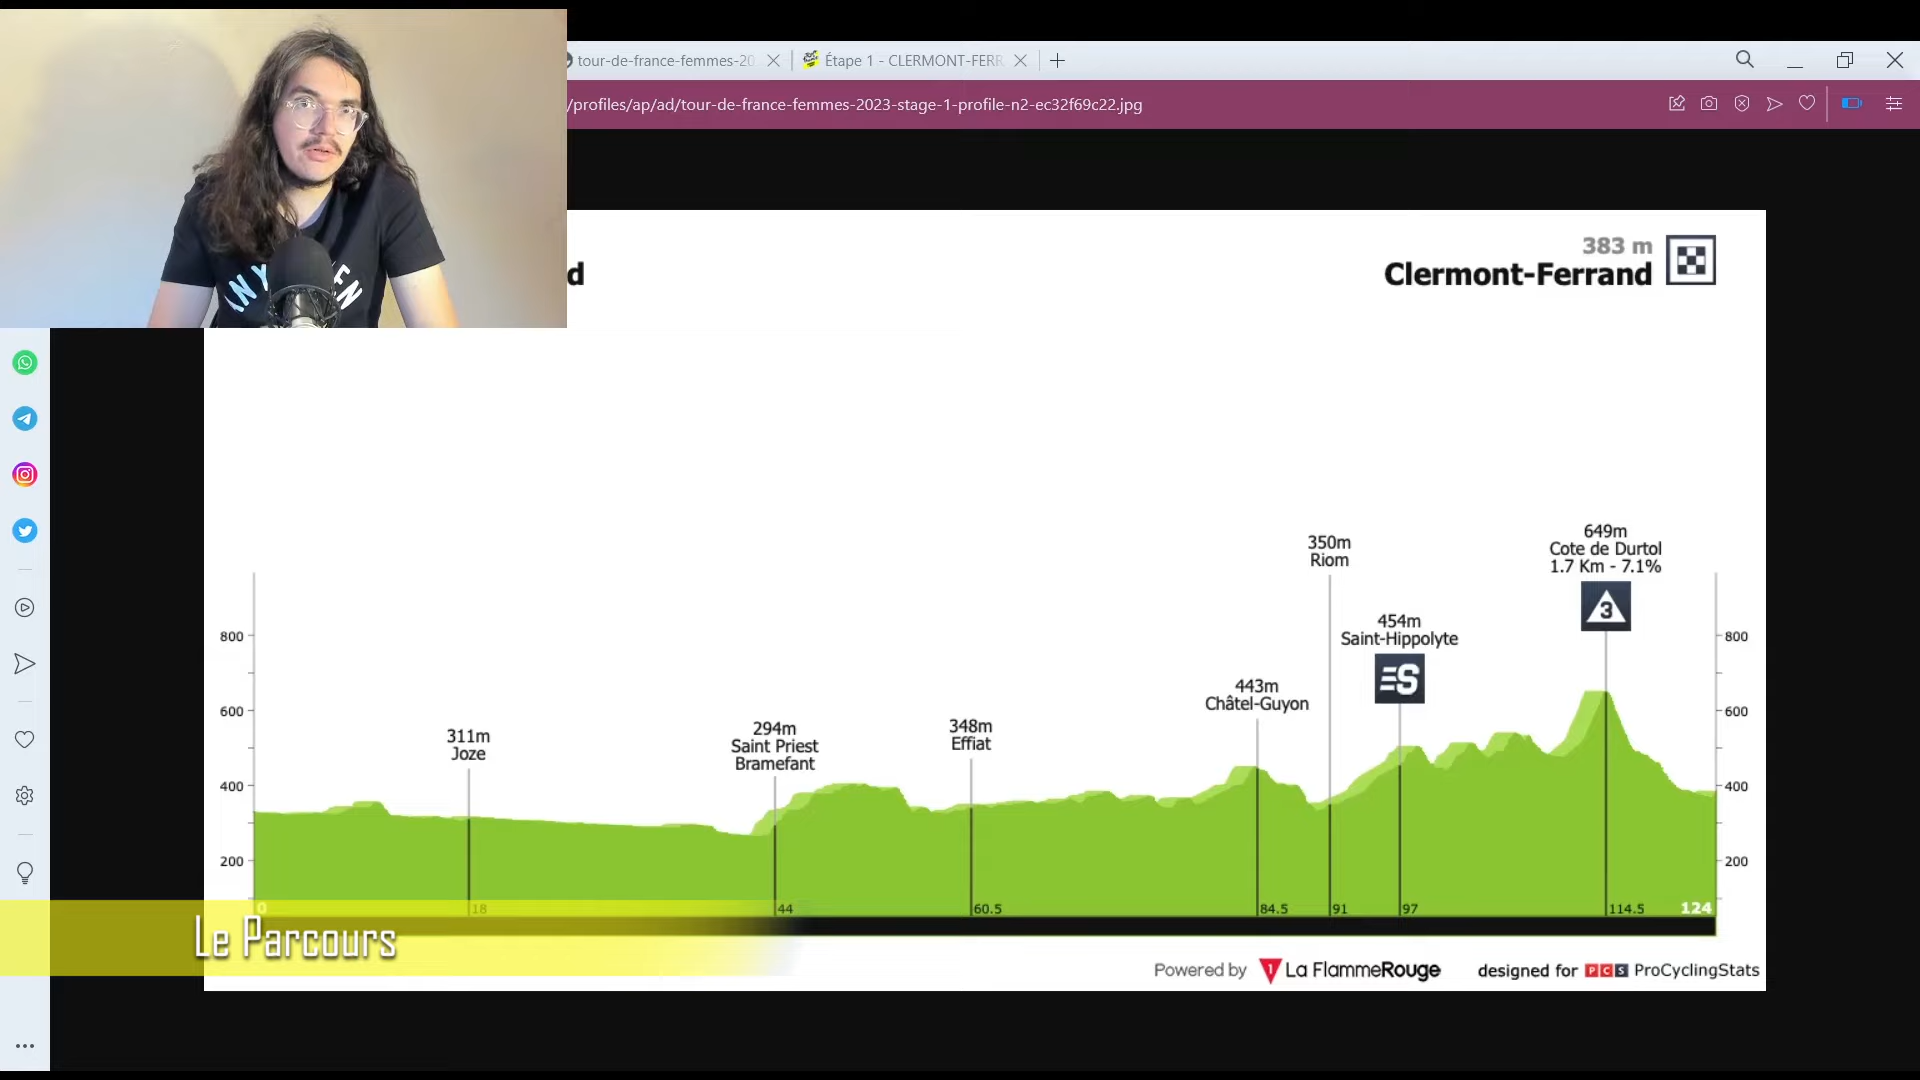 tour-de-france-femmes-20
Étape 1 - CLERMONT-FERR
/profiles/ap/ad/tour-de-france-femmes-2023-stage-1-profile-n2-ec32f69c22.jpg
d
383 m
Clermont-Ferrand
649m
Cote de Durtol
1.7 Km - 7.1%
3
350m
Riom
454m
Saint-Hippolyte
S
443m
Châtel-Guyon
311m
Joze
294m
Saint Priest
Bramefant
348m
Effiat
800
600
400
200
800
600
400
200
0 18 44 60.5 84.5 91 97 114.5 124
Le Parcours
Powered by 1 La FlammeRouge designed for PCS ProCyclingStats